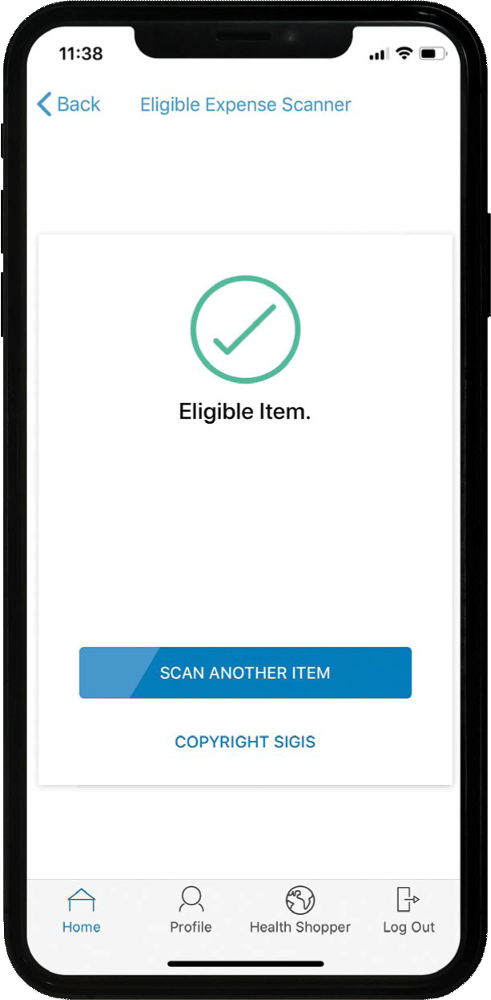 11:38
Back
Eligible Expense Scanner
Eligible Item.
SCAN ANOTHER ITEM
COPYRIGHT SIGIS
Home
Profile
Health Shopper
Log Out